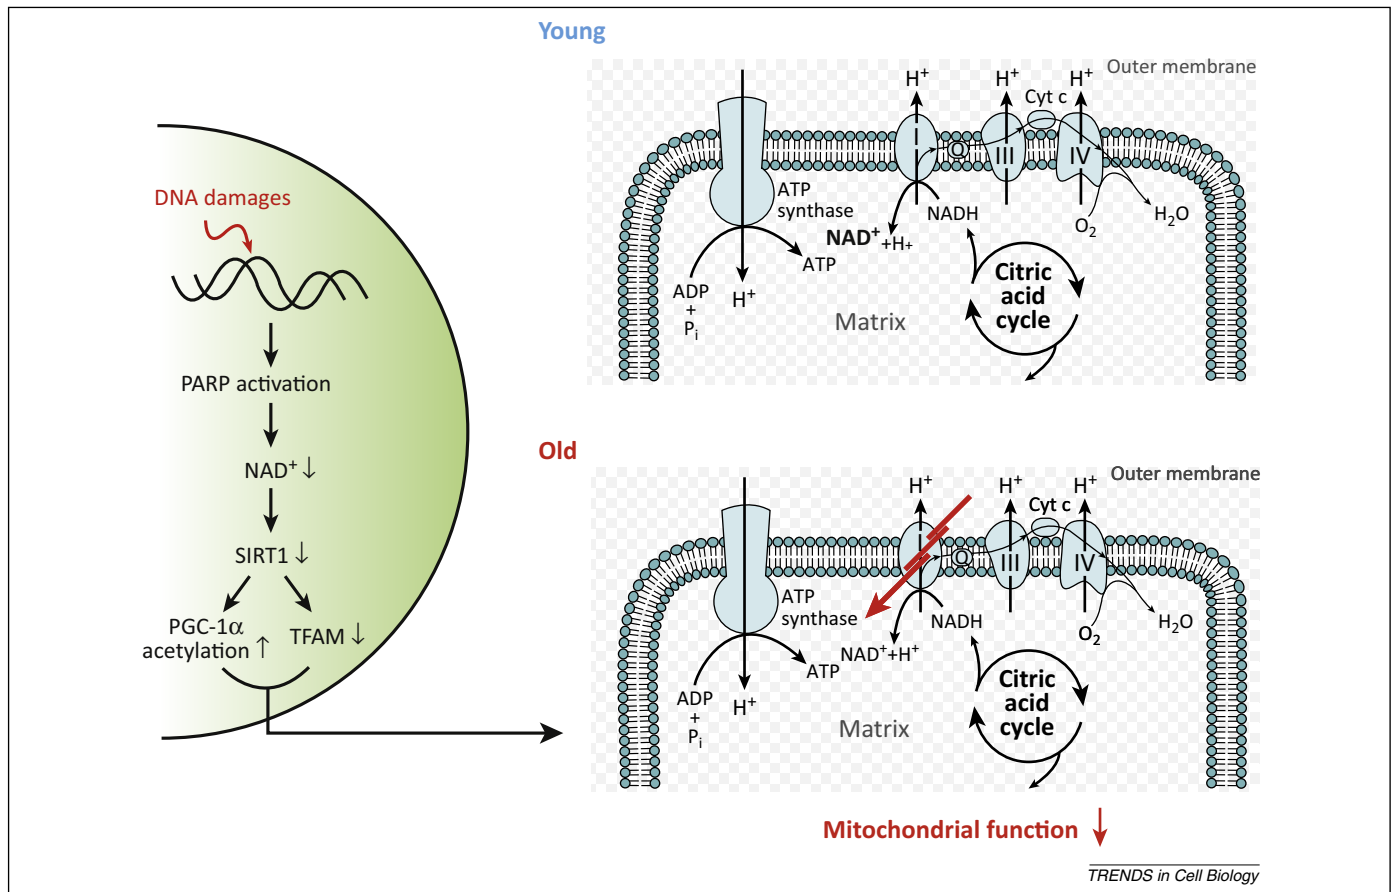 Young
Outer membrane
H⁺
H⁺
H⁺
Cyt c
I
Q
III
IV
ATP
synthase
NADH
O₂
H₂O
NAD⁺+H+
ATP
ADP
+
Pᵢ
H⁺
Matrix
Citric
acid
cycle
DNA damages
PARP activation
NAD⁺ ↓
SIRT1 ↓
PGC-1α
acetylation ↑
TFAM ↓
Old
Outer membrane
H⁺
H⁺
H⁺
Cyt c
I
Q
III
IV
ATP
synthase
NADH
O₂
H₂O
NAD⁺+H⁺
ATP
ADP
+
Pᵢ
H⁺
Matrix
Citric
acid
cycle
Mitochondrial function ↓
TRENDS in Cell Biology